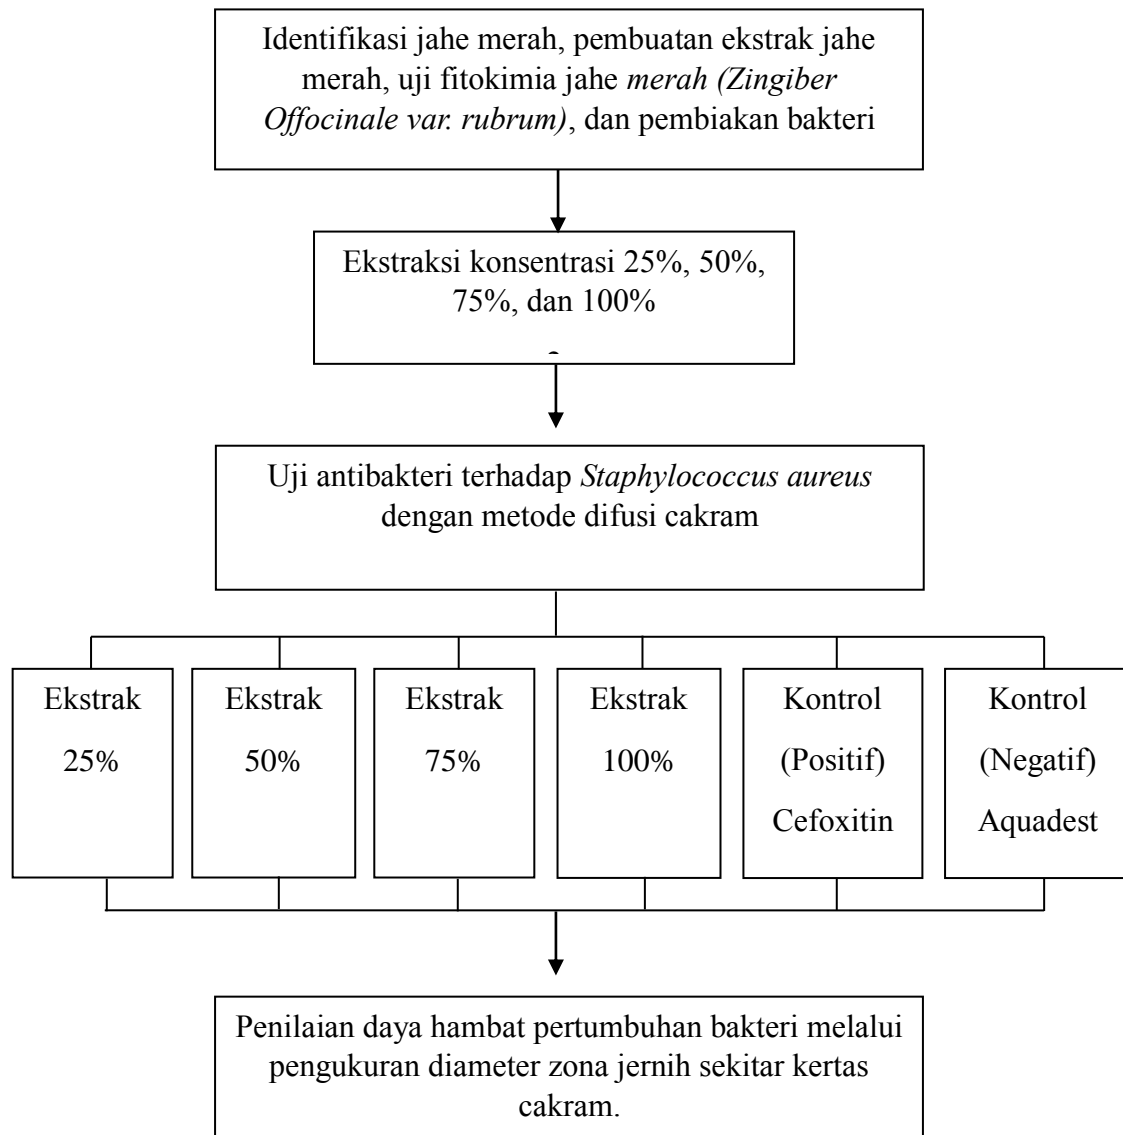 Identifikasi jahe merah, pembuatan ekstrak jahe
merah, uji fitokimia jahe merah (Zingiber
Offocinale var. rubrum), dan pembiakan bakteri
Ekstraksi konsentrasi 25%, 50%,
75%, dan 100%
Uji antibakteri terhadap Staphylococcus aureus
dengan metode difusi cakram
Ekstrak
25%
Ekstrak
50%
Ekstrak
75%
Ekstrak
100%
Kontrol
(Positif)
Cefoxitin
Kontrol
(Negatif)
Aquadest
Penilaian daya hambat pertumbuhan bakteri melalui
pengukuran diameter zona jernih sekitar kertas
cakram.